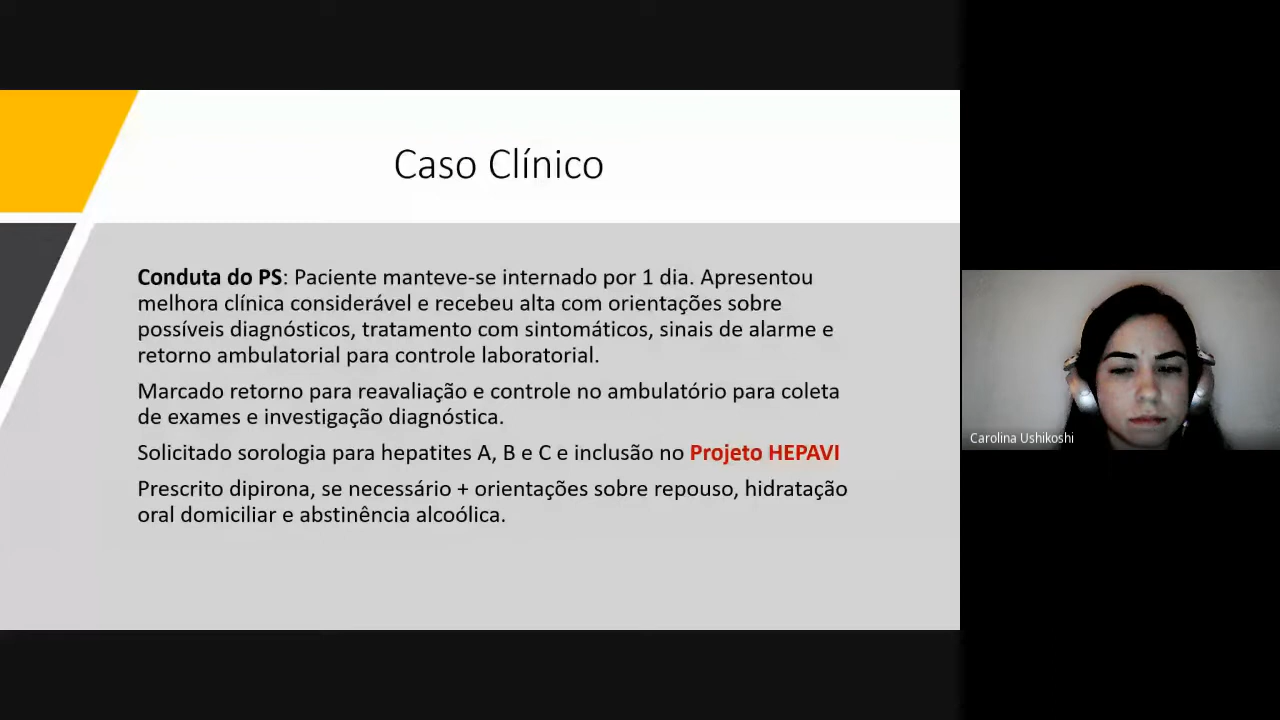 Caso Clínico
Conduta do PS: Paciente manteve-se internado por 1 dia. Apresentou
melhora clínica considerável e recebeu alta com orientações sobre
possíveis diagnósticos, tratamento com sintomáticos, sinais de alarme e
retorno ambulatorial para controle laboratorial.
Marcado retorno para reavaliação e controle no ambulatório para coleta
de exames e investigação diagnóstica.
Solicitado sorologia para hepatites A, B e C e inclusão no Projeto HEPAVI
Prescrito dipirona, se necessário + orientações sobre repouso, hidratação
oral domiciliar e abstinência alcoólica.
Carolina Ushikoshi